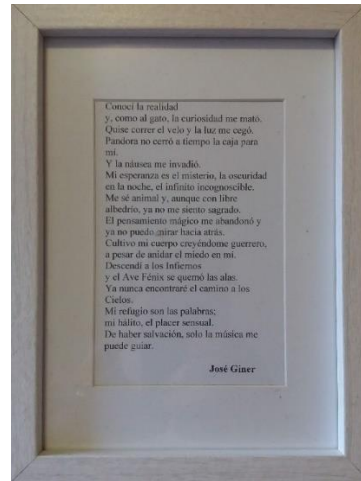 Conocí la realidad
y, como al gato, la curiosidad me mató.
Quise correr el velo y la luz me cegó.
Pandora no cerró a tiempo la caja para
mí.
Y la náusea me invadió.
Mi esperanza es el misterio, la oscuridad
en la noche, el infinito incognoscible.
Me sé animal y, aunque con libre
albedrío, ya no me siento sagrado.
El pensamiento mágico me abandonó y
ya no puedo mirar hacia atrás.
Cultivo mi cuerpo creyéndome guerrero,
a pesar de anidar el miedo en mi.
Descendí a los Infiernos
y el Ave Fénix se quemó las alas.
Ya nunca encontraré el camino a los
Cielos.
Mi refugio son las palabras;
mi hálito, el placer sensual.
De haber salvación, solo la música me
puede guiar.
José Giner